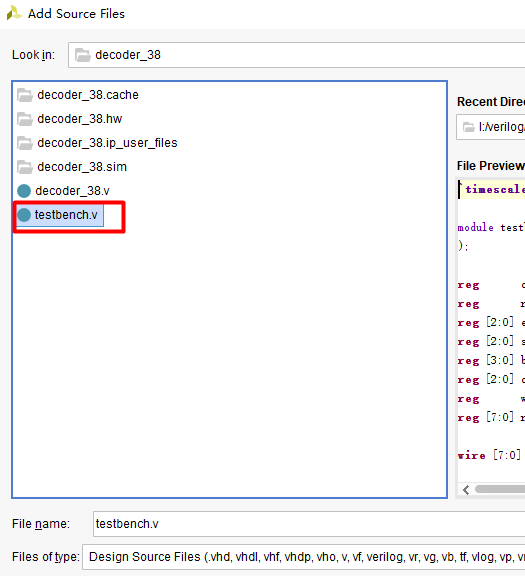 Add Source Files
Look in: decoder_38
decoder_38.cache
decoder_38.hw
decoder_38.ip_user_files
decoder_38.sim
decoder_38.v
testbench.v
Recent Dire
I:/verilog/
File Preview
`timescale
module test
);
reg
reg
reg [2:0] e
reg [2:0] s
reg [3:0] b
reg [2:0]
reg w
reg [7:0] r
wire [7:0]
File name: testbench.v
Files of type: Design Source Files (.vhd, vhdl, vhf, vhdp, vho, v, vf, verilog, vr, vg, vb, tf, vlog, vp, v